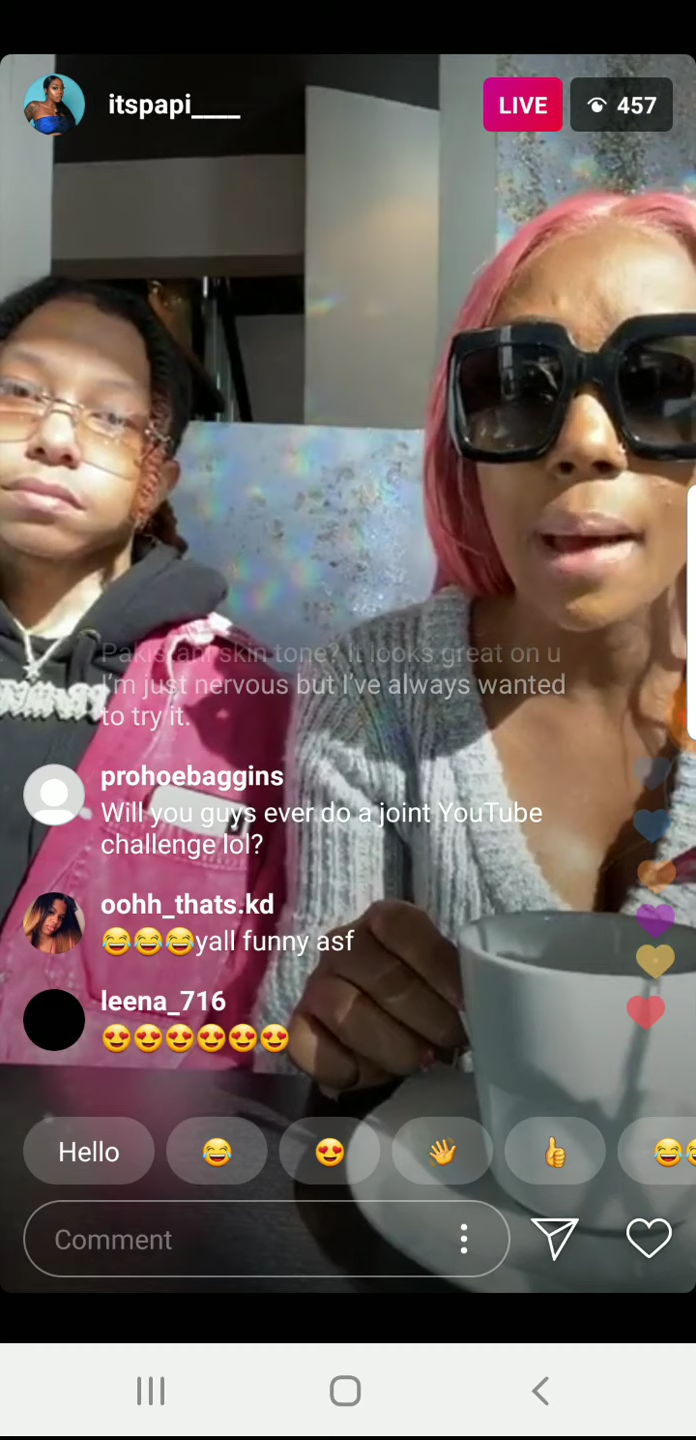 itspapi____
LIVE
457
Pakistani skin tone? It looks great on u
I'm just nervous but I've always wanted
to try it.
prohoebaggins
Will you guys ever do a joint YouTube
challenge lol?
oohh_thats.kd
😂😂😂yall funny asf
leena_716
😍😍😍😍😍😍
Hello 😂 😍 👋 👍 😂
Comment